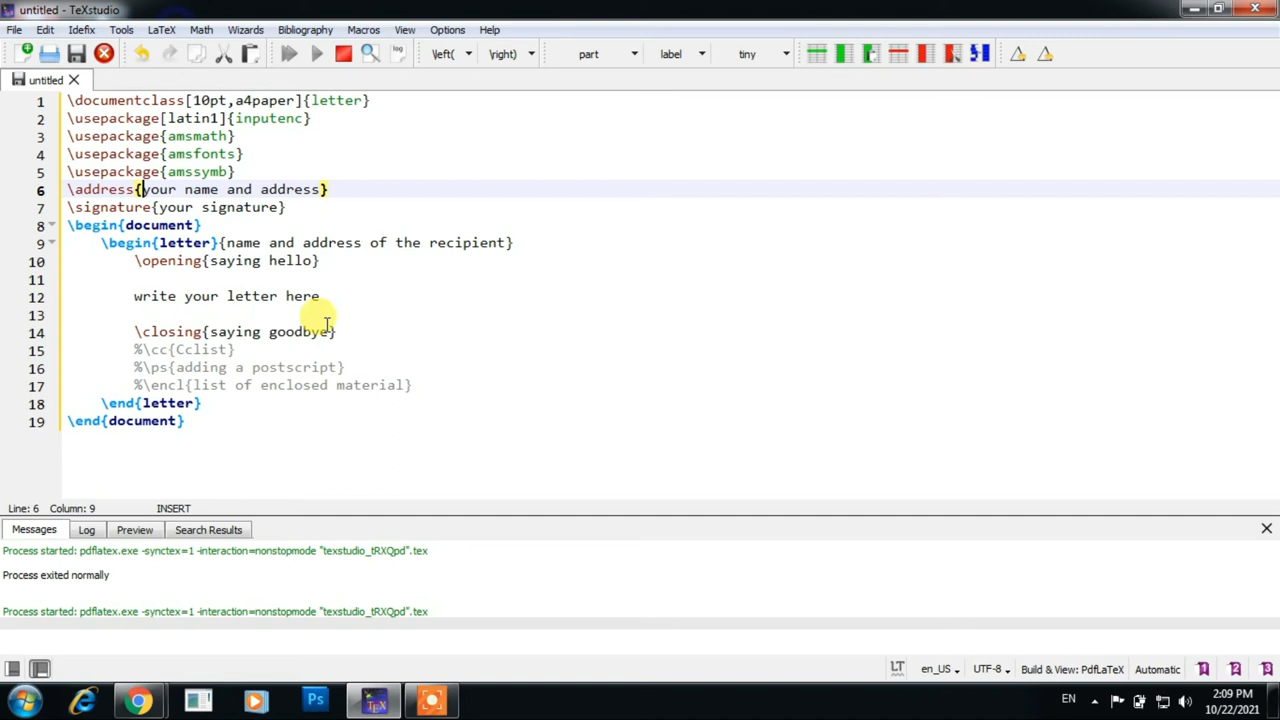 untitled - TeXstudio
File Edit Idefix Tools LaTeX Math Wizards Bibliography Macros View Options Help
log \left( \right) part label tiny
untitled
1 \documentclass[10pt,a4paper]{letter}
2 \usepackage[latin1]{inputenc}
3 \usepackage{amsmath}
4 \usepackage{amsfonts}
5 \usepackage{amssymb}
6 \address{your name and address}
7 \signature{your signature}
8 \begin{document}
9 \begin{letter}{name and address of the recipient}
10 \opening{saying hello}
11
12 write your letter here
13
14 \closing{saying goodbye}
15 %\cc{Cclist}
16 %\ps{adding a postscript}
17 %\encl{list of enclosed material}
18 \end{letter}
19 \end{document}
Line: 6 Column: 9 INSERT
Messages Log Preview Search Results
Process started: pdflatex.exe -synctex=1 -interaction=nonstopmode "texstudio_tRXQpd".tex
Process exited normally
Process started: pdflatex.exe -synctex=1 -interaction=nonstopmode "texstudio_tRXQpd".tex
LT en_US UTF-8 Build & View: PdfLaTeX Automatic 1 2 3
Ps TEX EN 2:09 PM
10/22/2021